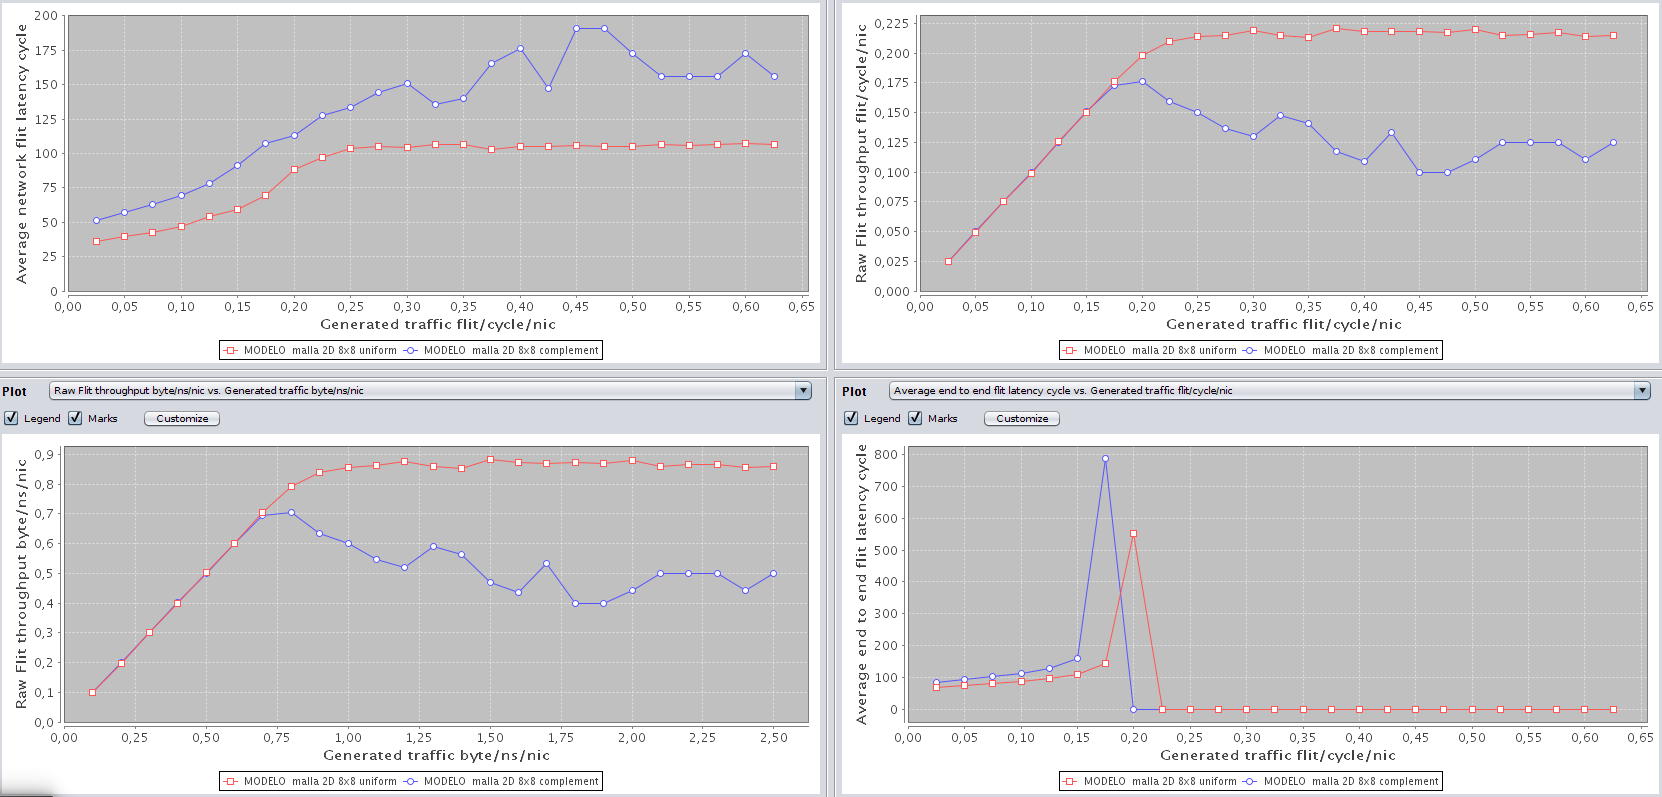 Average network flit latency cycle
200
175
150
125
100
75
50
25
0
0,00 0,05 0,10 0,15 0,20 0,25 0,30 0,35 0,40 0,45 0,50 0,55 0,60 0,65
Generated traffic flit/cycle/nic
MODELO malla 2D 8x8 uniform MODELO malla 2D 8x8 complement
Raw Flit throughput flit/cycle/nic
0,225
0,200
0,175
0,150
0,125
0,100
0,075
0,050
0,025
0,000
0,00 0,05 0,10 0,15 0,20 0,25 0,30 0,35 0,40 0,45 0,50 0,55 0,60 0,65
Generated traffic flit/cycle/nic
MODELO malla 2D 8x8 uniform MODELO malla 2D 8x8 complement
Plot Raw Flit throughput byte/ns/nic vs. Generated traffic byte/ns/nic
Legend Marks Customize
Raw Flit throughput byte/ns/nic
0,9
0,8
0,7
0,6
0,5
0,4
0,3
0,2
0,1
0,0
0,00 0,25 0,50 0,75 1,00 1,25 1,50 1,75 2,00 2,25 2,50
Generated traffic byte/ns/nic
MODELO malla 2D 8x8 uniform MODELO malla 2D 8x8 complement
Plot Average end to end flit latency cycle vs. Generated traffic flit/cycle/nic
Legend Marks Customize
Average end to end flit latency cycle
800
700
600
500
400
300
200
100
0
0,00 0,05 0,10 0,15 0,20 0,25 0,30 0,35 0,40 0,45 0,50 0,55 0,60 0,65
Generated traffic flit/cycle/nic
MODELO malla 2D 8x8 uniform MODELO malla 2D 8x8 complement